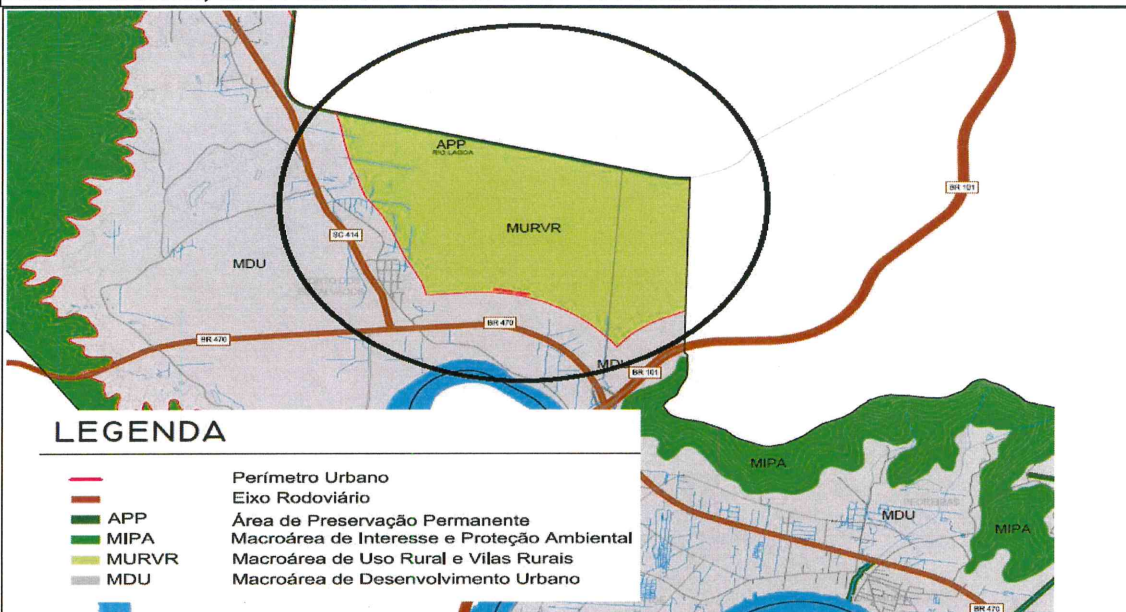 APP
RIO LAGOA
BR 101
MURVR
SC 414
MDU
BR 470
BR 470
MDU
BR 101
LEGENDA
Perímetro Urbano
Eixo Rodoviário
APP Área de Preservação Permanente
MIPA Macroárea de Interesse e Proteção Ambiental
MURVR Macroárea de Uso Rural e Vilas Rurais
MDU Macroárea de Desenvolvimento Urbano
MIPA
MDU
MIPA
BR 470